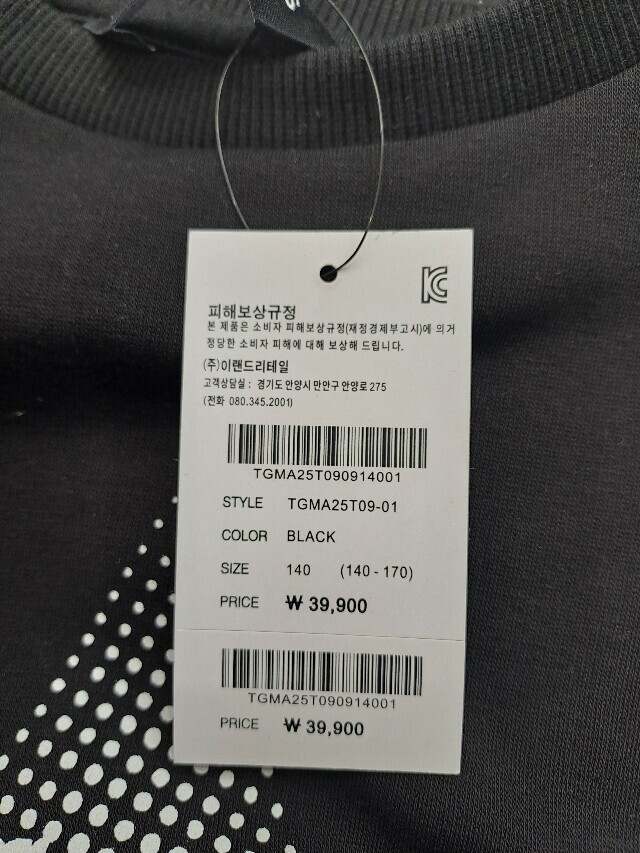 KC
피해보상규정
본 제품은 소비자 피해보상규정(재정경제부고시)에 의거
정당한 소비자 피해에 대해 보상해 드립니다.
(주)이랜드리테일
고객상담실 : 경기도 안양시 만안구 안양로 275
(전화 080.345.2001)
TGMA25T090914001
STYLE TGMA25T09-01
COLOR BLACK
SIZE 140 (140 - 170)
PRICE ₩ 39,900
TGMA25T090914001
PRICE ₩ 39,900